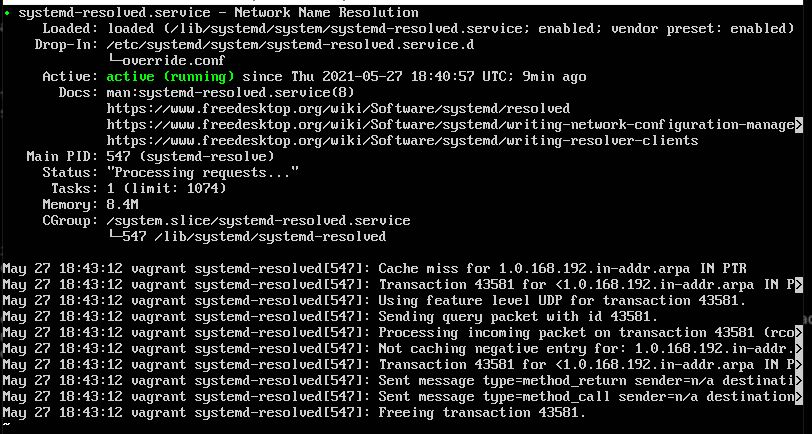 ● systemd-resolved.service - Network Name Resolution
Loaded: loaded (/lib/systemd/system/systemd-resolved.service; enabled; vendor preset: enabled)
Drop-In: /etc/systemd/system/systemd-resolved.service.d
└─override.conf
Active: active (running) since Thu 2021-05-27 18:40:57 UTC; 9min ago
Docs: man:systemd-resolved.service(8)
https://www.freedesktop.org/wiki/Software/systemd/resolved
https://www.freedesktop.org/wiki/Software/systemd/writing-network-configuration-manage>
https://www.freedesktop.org/wiki/Software/systemd/writing-resolver-clients
Main PID: 547 (systemd-resolve)
Status: "Processing requests..."
Tasks: 1 (limit: 1074)
Memory: 8.4M
CGroup: /system.slice/systemd-resolved.service
└─547 /lib/systemd/systemd-resolved
May 27 18:43:12 vagrant systemd-resolved[547]: Cache miss for 1.0.168.192.in-addr.arpa IN PTR
May 27 18:43:12 vagrant systemd-resolved[547]: Transaction 43581 for <1.0.168.192.in-addr.arpa IN P>
May 27 18:43:12 vagrant systemd-resolved[547]: Using feature level UDP for transaction 43581.
May 27 18:43:12 vagrant systemd-resolved[547]: Sending query packet with id 43581.
May 27 18:43:12 vagrant systemd-resolved[547]: Processing incoming packet on transaction 43581 (rco>
May 27 18:43:12 vagrant systemd-resolved[547]: Not caching negative entry for: 1.0.168.192.in-addr.>
May 27 18:43:12 vagrant systemd-resolved[547]: Transaction 43581 for <1.0.168.192.in-addr.arpa IN P>
May 27 18:43:12 vagrant systemd-resolved[547]: Sent message type=method_return sender=n/a destinati>
May 27 18:43:12 vagrant systemd-resolved[547]: Sent message type=method_call sender=n/a destination>
May 27 18:43:12 vagrant systemd-resolved[547]: Freeing transaction 43581.
~